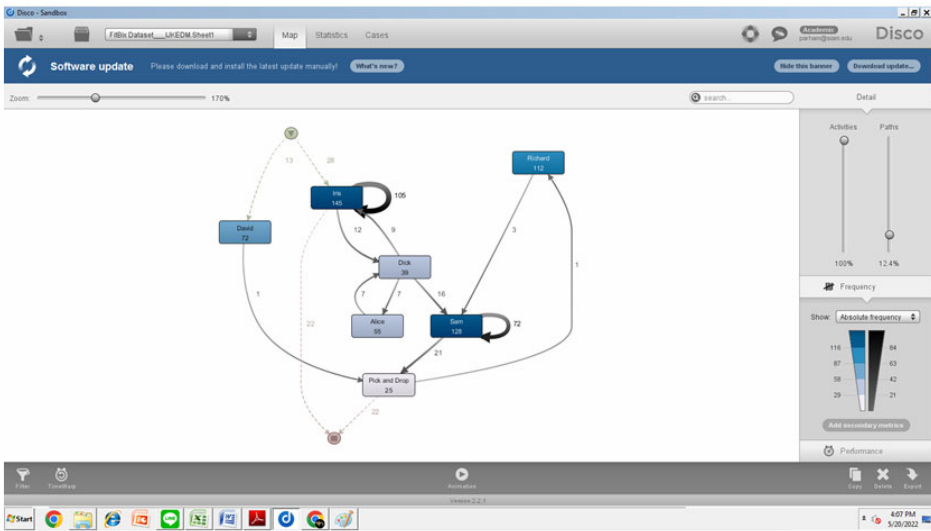 Disco - Sandbox
FitBix Dataset___UKEDM.Sheet1
Map Statistics Cases
Academic
parham@siam.edu
Disco
Software update Please download and install the latest update manually! What's new?
Hide this banner Download update...
Zoom: 170%
search...
Detail
Activities Paths
100% 12.4%
Frequency
Show: Absolute frequency
116 84
87 63
58 42
29 21
Add secondary metrics
Performance
13 28
Richard
112
Iris
145
105
David
72
12 9
3
Dick
39
1
7 7 16
1
Alice
55
Sam
128
72
22
21
Pick and Drop
25
22
Filter TimeWarp
Animation
Copy Delete Export
Version 2.2.1
Start
4:07 PM
5/20/2022